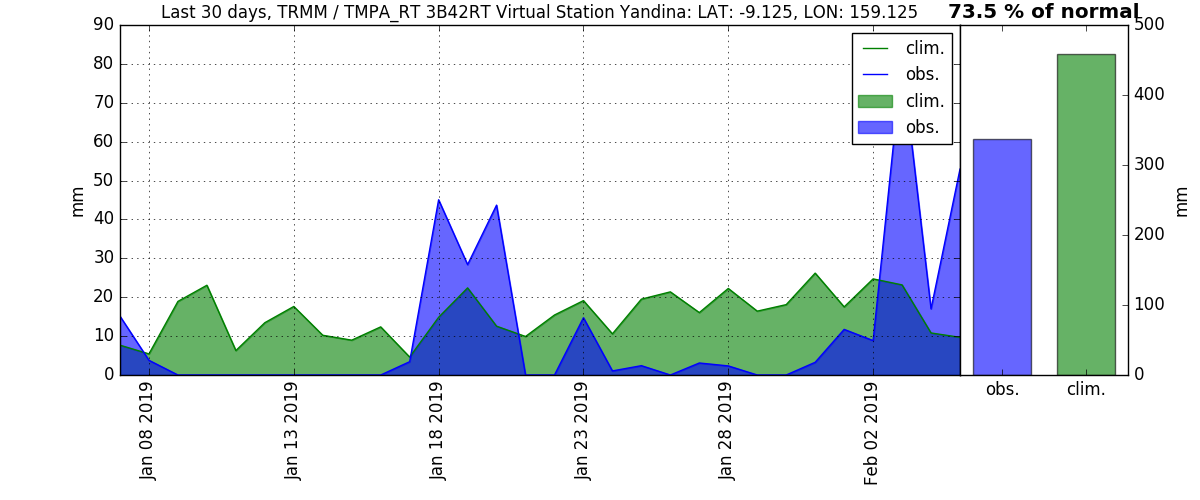 Last 30 days, TRMM / TMPA_RT 3B42RT Virtual Station Yandina: LAT: -9.125, LON: 159.125
73.5 % of normal
90
80
70
60
50
40
30
20
10
0
mm
clim.
obs.
clim.
obs.
500
400
300
200
100
0
mm
Jan 08 2019
Jan 13 2019
Jan 18 2019
Jan 23 2019
Jan 28 2019
Feb 02 2019
obs.
clim.